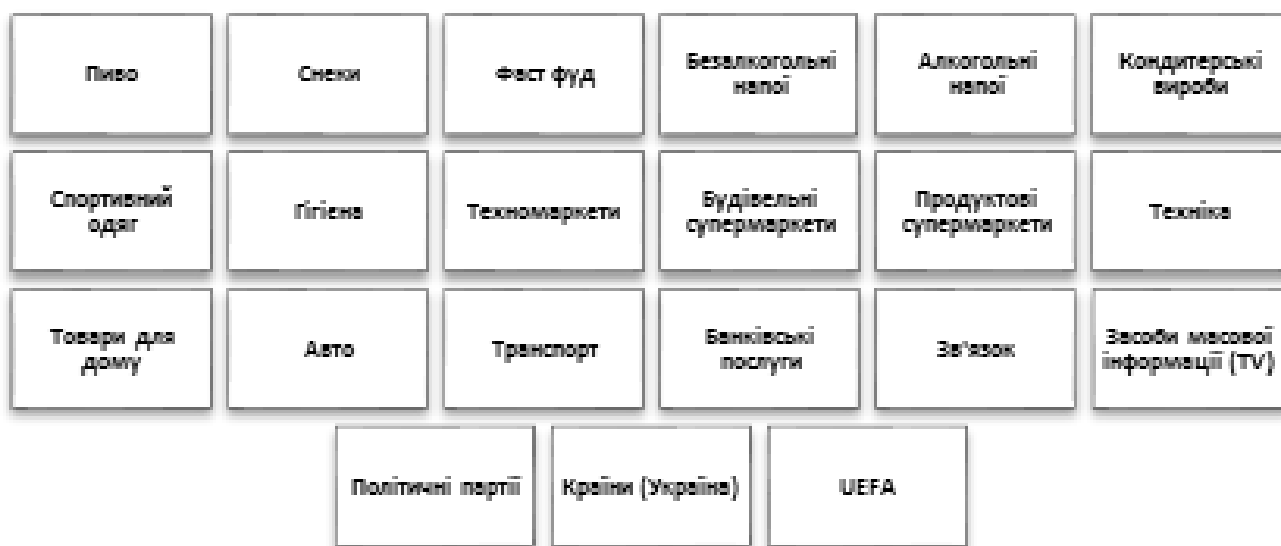 Пиво
Снеки
Фаст фуд
Безалкогольні
напої
Алкогольні
напої
Кондитерські
вироби
Спортивний
одяг
Гігієна
Техномаркети
Будівельні
супермаркети
Продуктові
супермаркети
Техніка
Товари для
дому
Авто
Транспорт
Банківські
послуги
Зв'язок
Засоби масової
інформації (TV)
Політичні партії
Країни (Україна)
UEFA